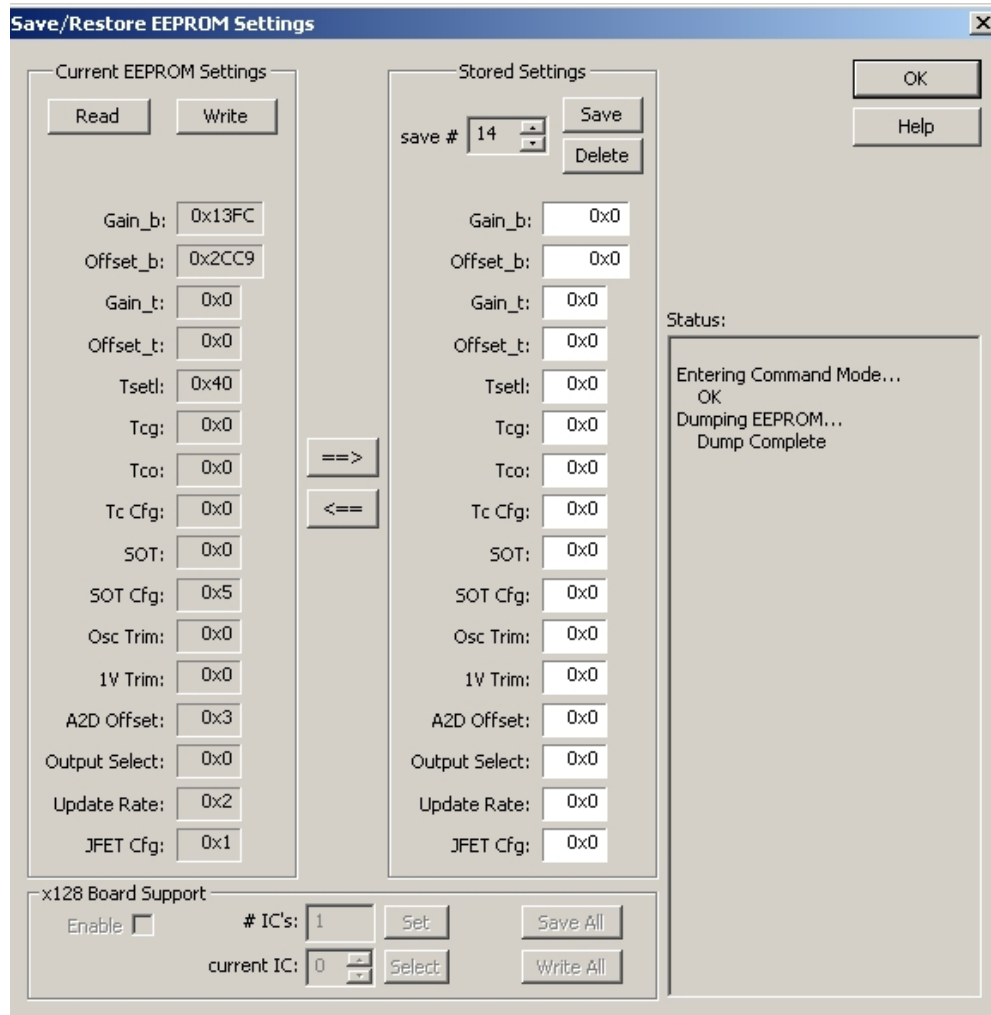 Save/Restore EEPROM Settings
Current EEPROM Settings
Read Write
Gain_b: 0x13FC
Offset_b: 0x2CC9
Gain_t: 0x0
Offset_t: 0x0
Tsetl: 0x40
Tcg: 0x0
Tco: 0x0
Tc Cfg: 0x0
SOT: 0x0
SOT Cfg: 0x5
Osc Trim: 0x0
1V Trim: 0x0
A2D Offset: 0x3
Output Select: 0x0
Update Rate: 0x2
JFET Cfg: 0x1
==>
<==
Stored Settings
save # 14 Save
Delete
Gain_b: 0x0
Offset_b: 0x0
Gain_t: 0x0
Offset_t: 0x0
Tsetl: 0x0
Tcg: 0x0
Tco: 0x0
Tc Cfg: 0x0
SOT: 0x0
SOT Cfg: 0x0
Osc Trim: 0x0
1V Trim: 0x0
A2D Offset: 0x0
Output Select: 0x0
Update Rate: 0x0
JFET Cfg: 0x0
OK
Help
Status:
Entering Command Mode...
OK
Dumping EEPROM...
Dump Complete
x128 Board Support
Enable # IC's: 1 Set Save All
current IC: 0 Select Write All